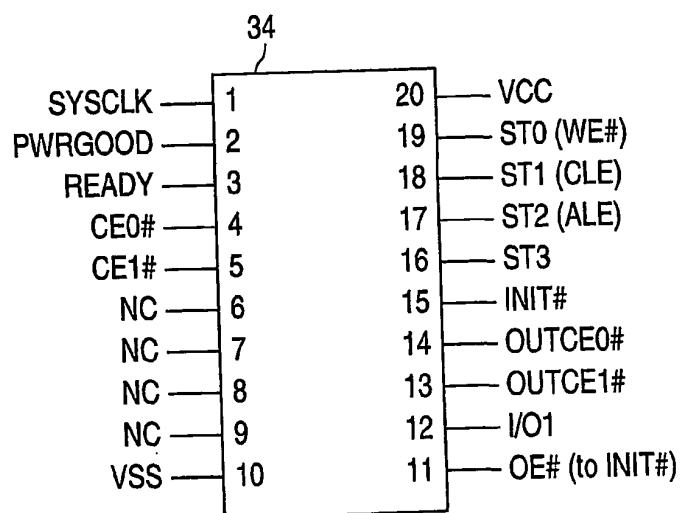 34
SYSCLK 1 20 VCC
PWRGOOD 2 19 ST0 (WE#)
READY 3 18 ST1 (CLE)
CE0# 4 17 ST2 (ALE)
CE1# 5 16 ST3
NC 6 15 INIT#
NC 7 14 OUTCE0#
NC 8 13 OUTCE1#
NC 9 12 I/O1
VSS 10 11 OE# (to INIT#)